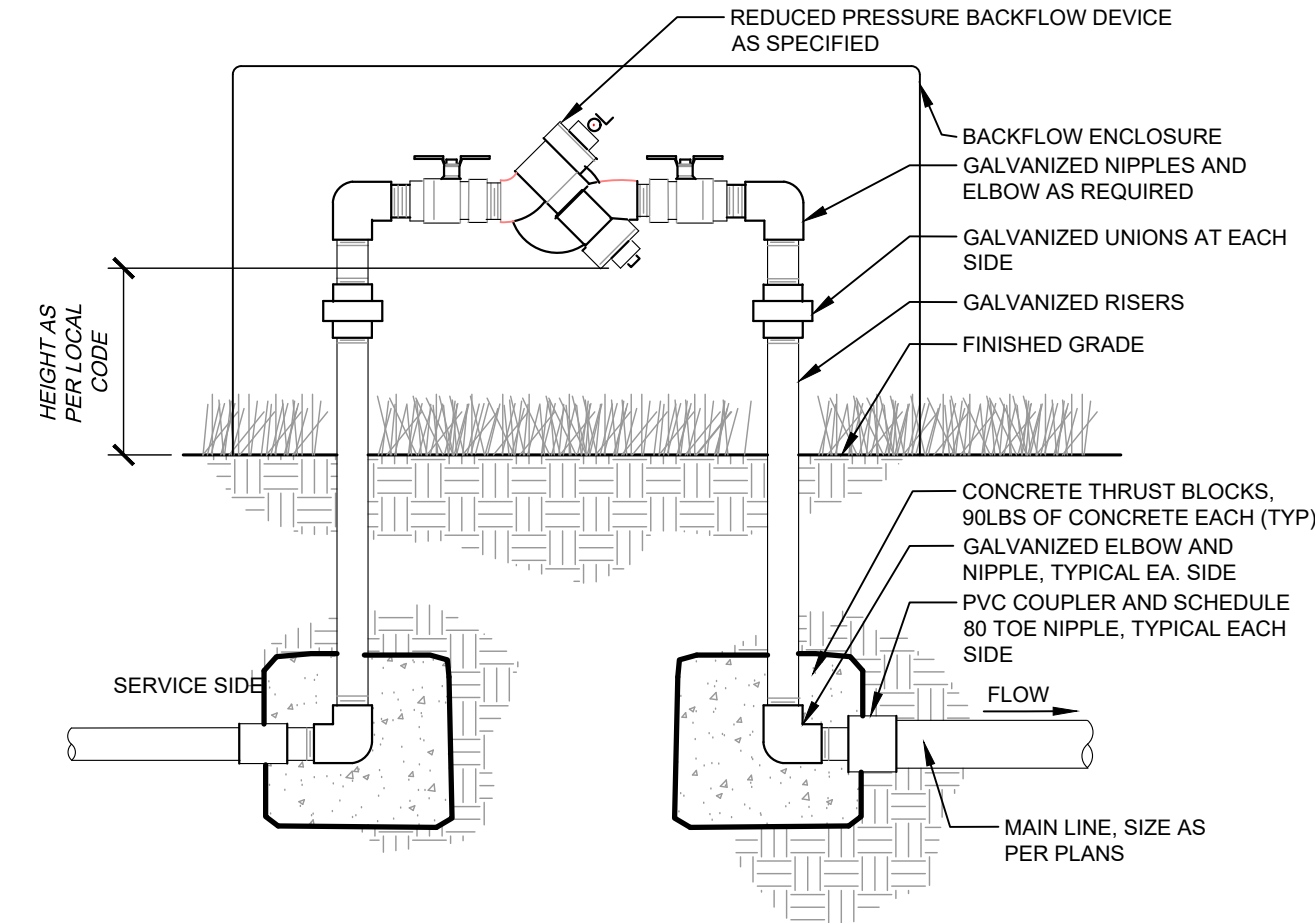 REDUCED PRESSURE BACKFLOW DEVICE
AS SPECIFIED
BACKFLOW ENCLOSURE
GALVANIZED NIPPLES AND
ELBOW AS REQUIRED
GALVANIZED UNIONS AT EACH
SIDE
GALVANIZED RISERS
FINISHED GRADE
HEIGHT AS
PER LOCAL
CODE
CONCRETE THRUST BLOCKS,
90LBS OF CONCRETE EACH (TYP)
GALVANIZED ELBOW AND
NIPPLE, TYPICAL EA. SIDE
PVC COUPLER AND SCHEDULE
80 TOE NIPPLE, TYPICAL EACH
SIDE
SERVICE SIDE
FLOW
MAIN LINE, SIZE AS
PER PLANS